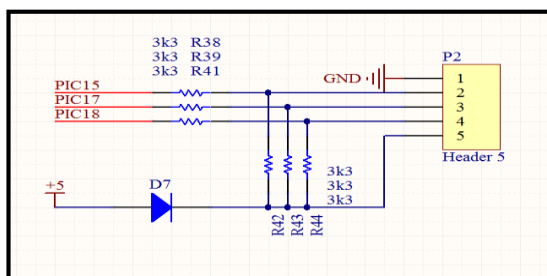 3k3 R38
3k3 R39
3k3 R41
P2
GND
1
PIC15
2
PIC17
3
PIC18
4
5
Header 5
3k3
3k3
3k3
+5
D7
R42
R43
R44